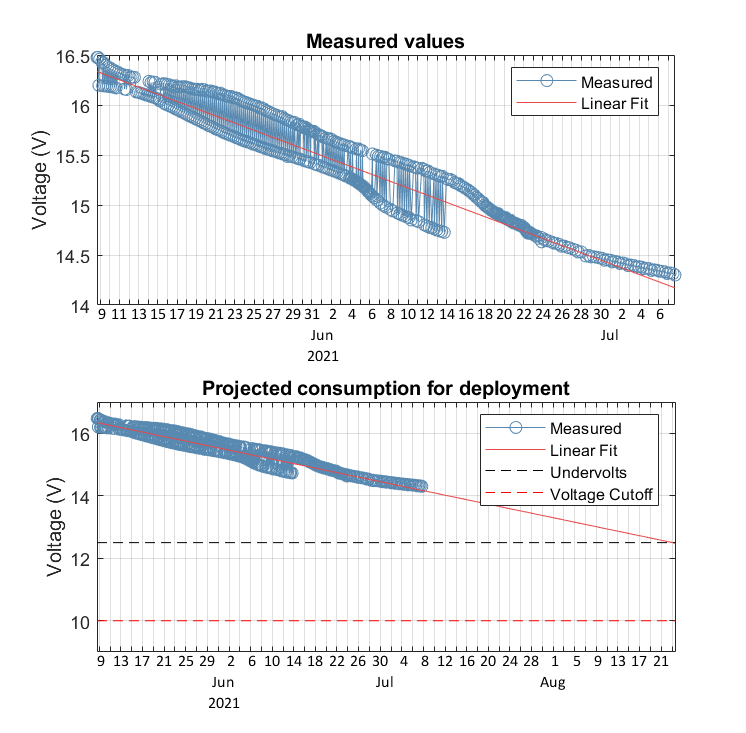 Measured values
Voltage (V)
16.5
16
15.5
15
14.5
14
Measured
Linear Fit
9 11 13 15 17 19 21 23 25 27 29 31 2 4 6 8 10 12 14 16 18 20 22 24 26 28 30 2 4 6
Jun Jul
2021
Projected consumption for deployment
Voltage (V)
16
14
12
10
Measured
Linear Fit
Undervolts
Voltage Cutoff
9 13 17 21 25 29 2 6 10 14 18 22 26 30 4 8 12 16 20 24 28 1 5 9 13 17 21
Jun Jul Aug
2021